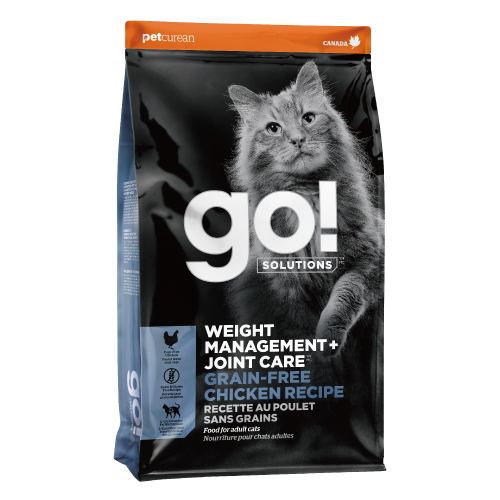 petcurean
CANADA
go!
SOLUTIONS
WEIGHT
MANAGEMENT +
JOINT CARE
GRAIN-FREE
CHICKEN RECIPE
RECETTE AU POULET
SANS GRAINS
Food for adult cats
Nourriture pour chats adultes
go!